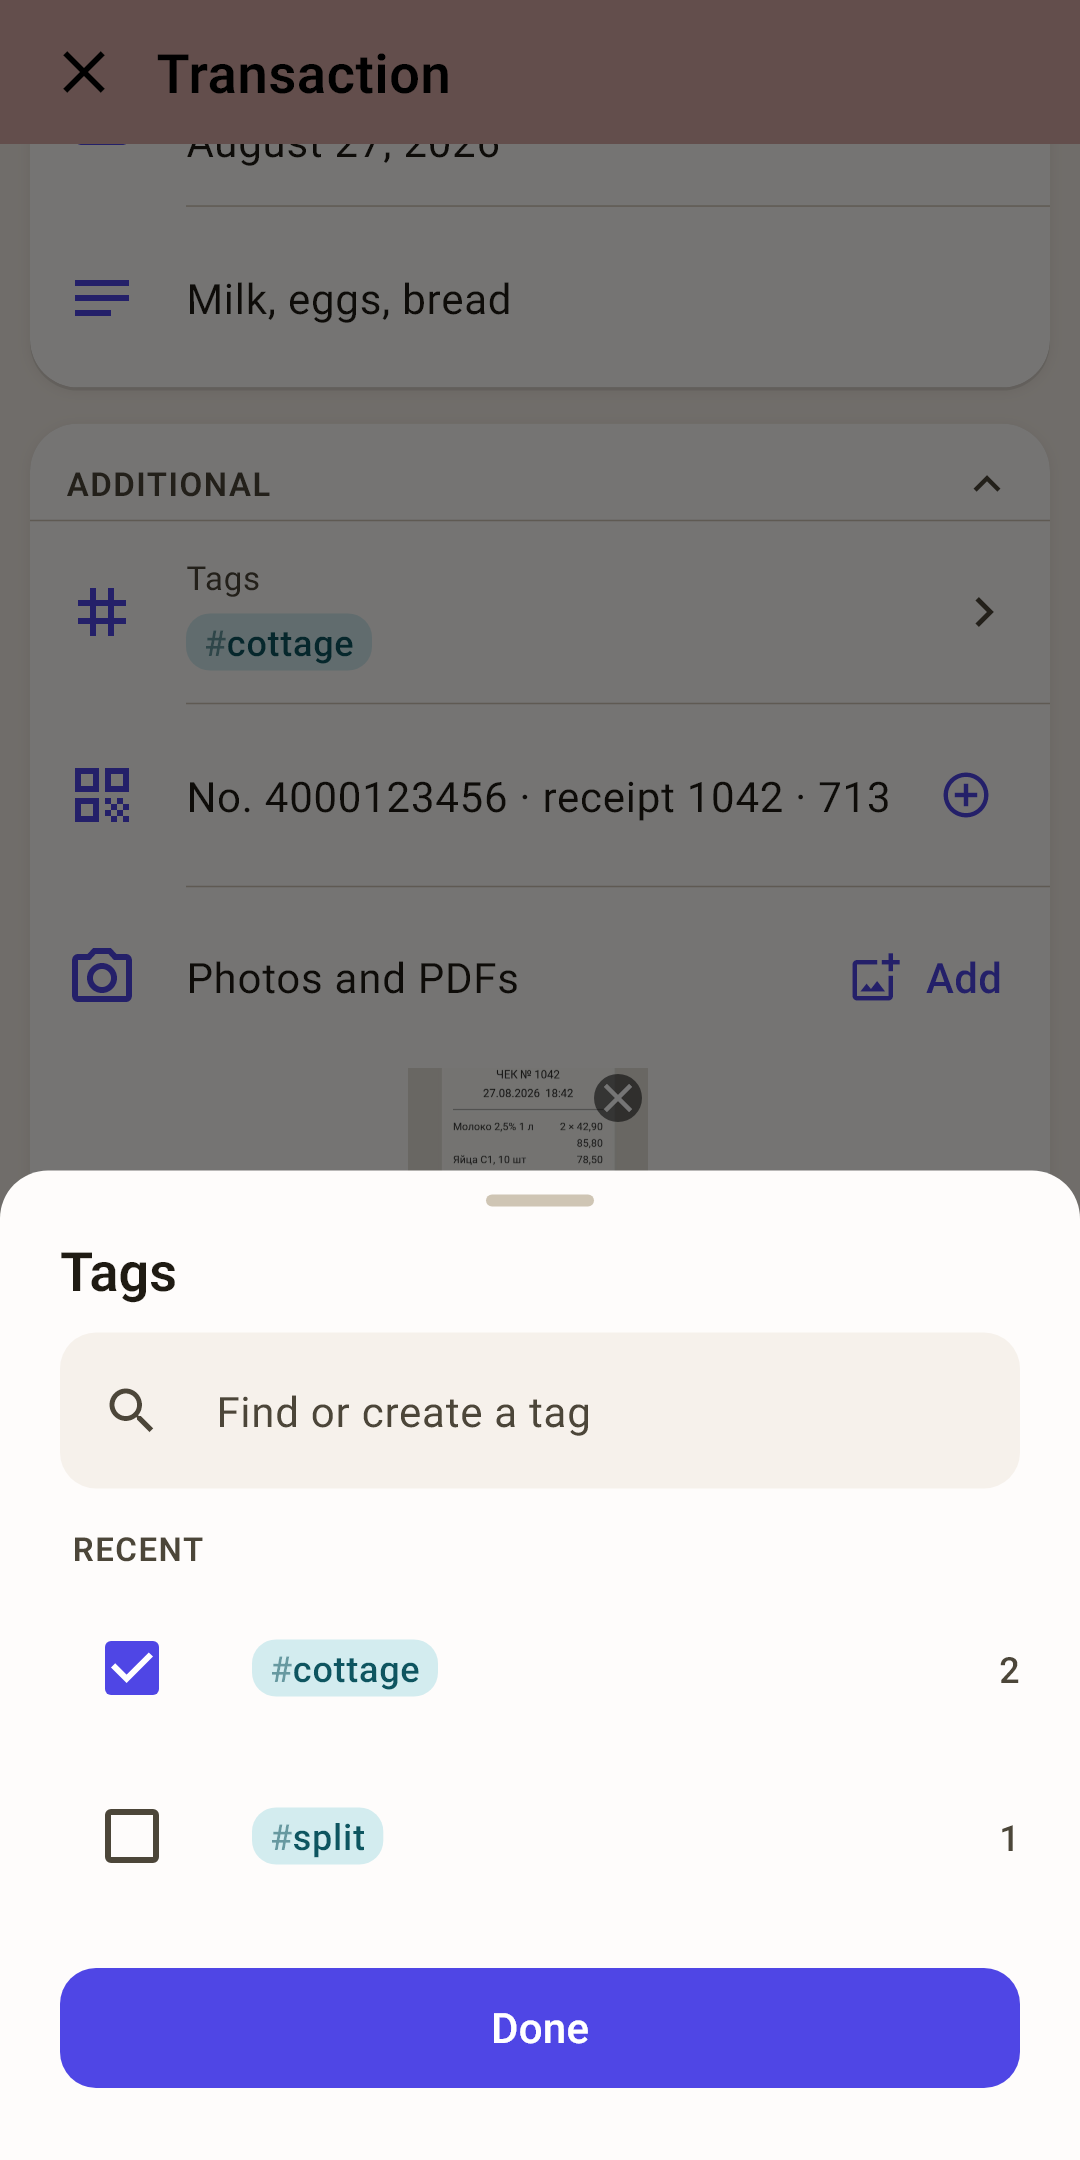 Transaction
August 27, 2026
Milk, eggs, bread
ADDITIONAL
Tags
#cottage
No. 4000123456 · receipt 1042 · 713
Photos and PDFs
Add
ЧЕК № 1042
27.08.2026 18:42
Молоко 2,5% 1 л 2 × 42,90
85,80
Яйца С1, 10 шт 78,50
Tags
Find or create a tag
RECENT
#cottage 2
#split 1
Done